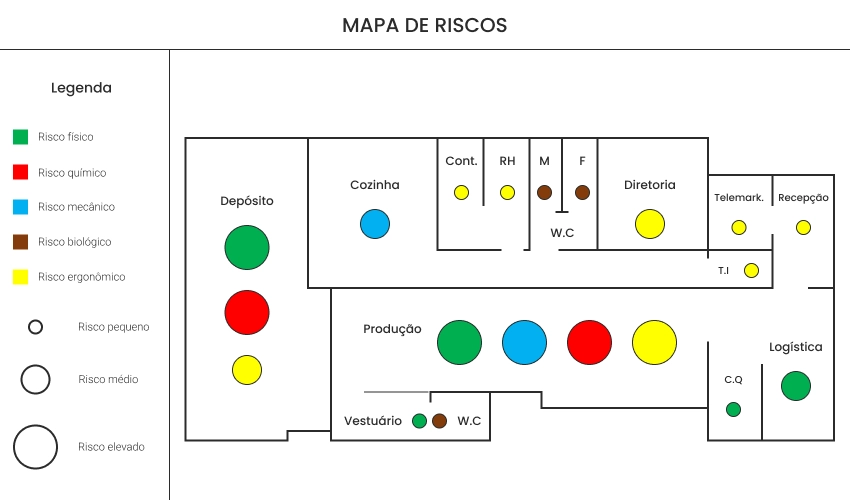 MAPA DE RISCOS
Legenda
Risco físico
Risco químico
Risco mecânico
Risco biológico
Risco ergonômico
Risco pequeno
Risco médio
Risco elevado
Depósito
Cozinha
Cont.
RH
M
F
W.C
Diretoria
Telemark.
Recepção
T.I
Produção
Logística
C.Q
Vestuário
W.C